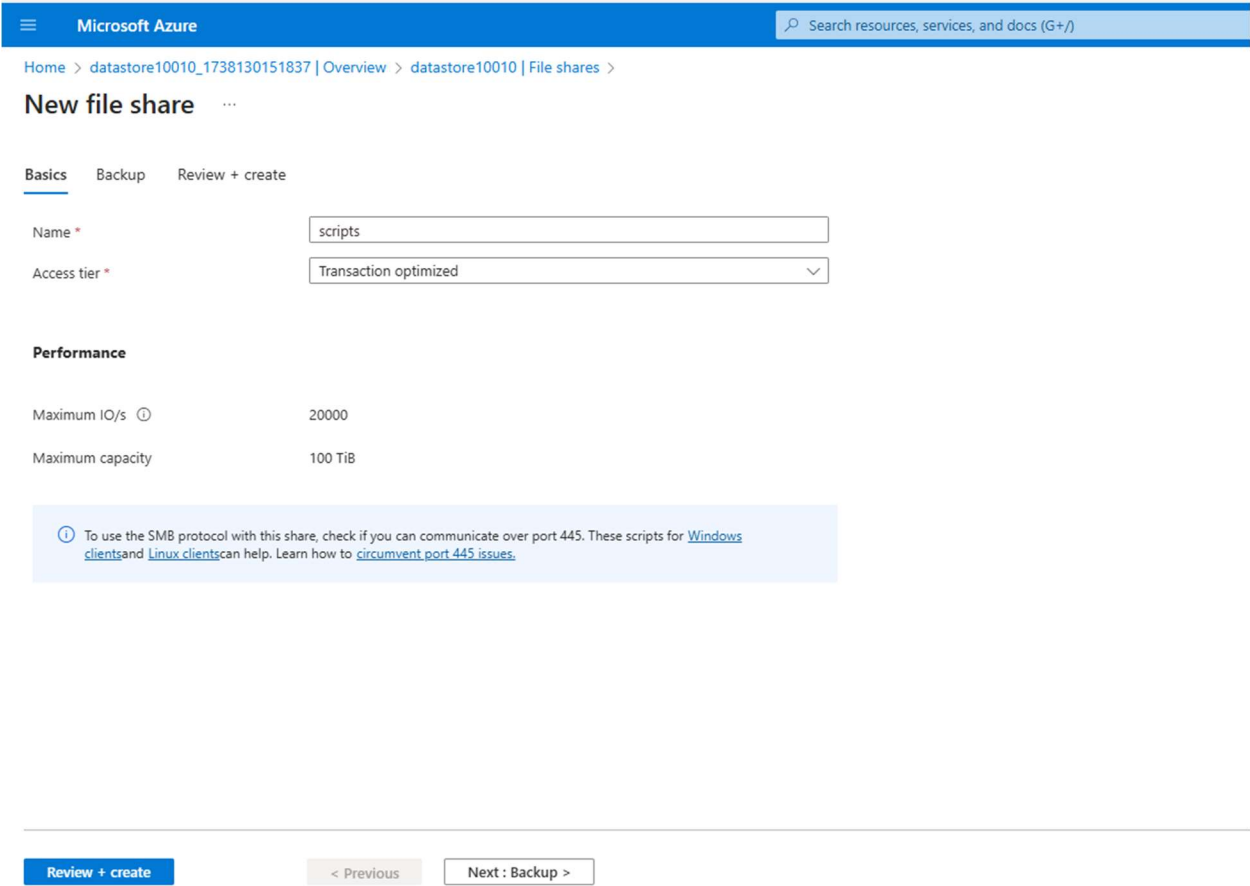 Microsoft Azure
Search resources, services, and docs (G+/)
Home > datastore10010_1738130151837 | Overview > datastore10010 | File shares >
New file share ...
Basics Backup Review + create
Name * scripts
Access tier * Transaction optimized
Performance
Maximum IO/s 20000
Maximum capacity 100 TiB
To use the SMB protocol with this share, check if you can communicate over port 445. These scripts for Windows
clientsand Linux clientscan help. Learn how to circumvent port 445 issues.
Review + create < Previous Next : Backup >